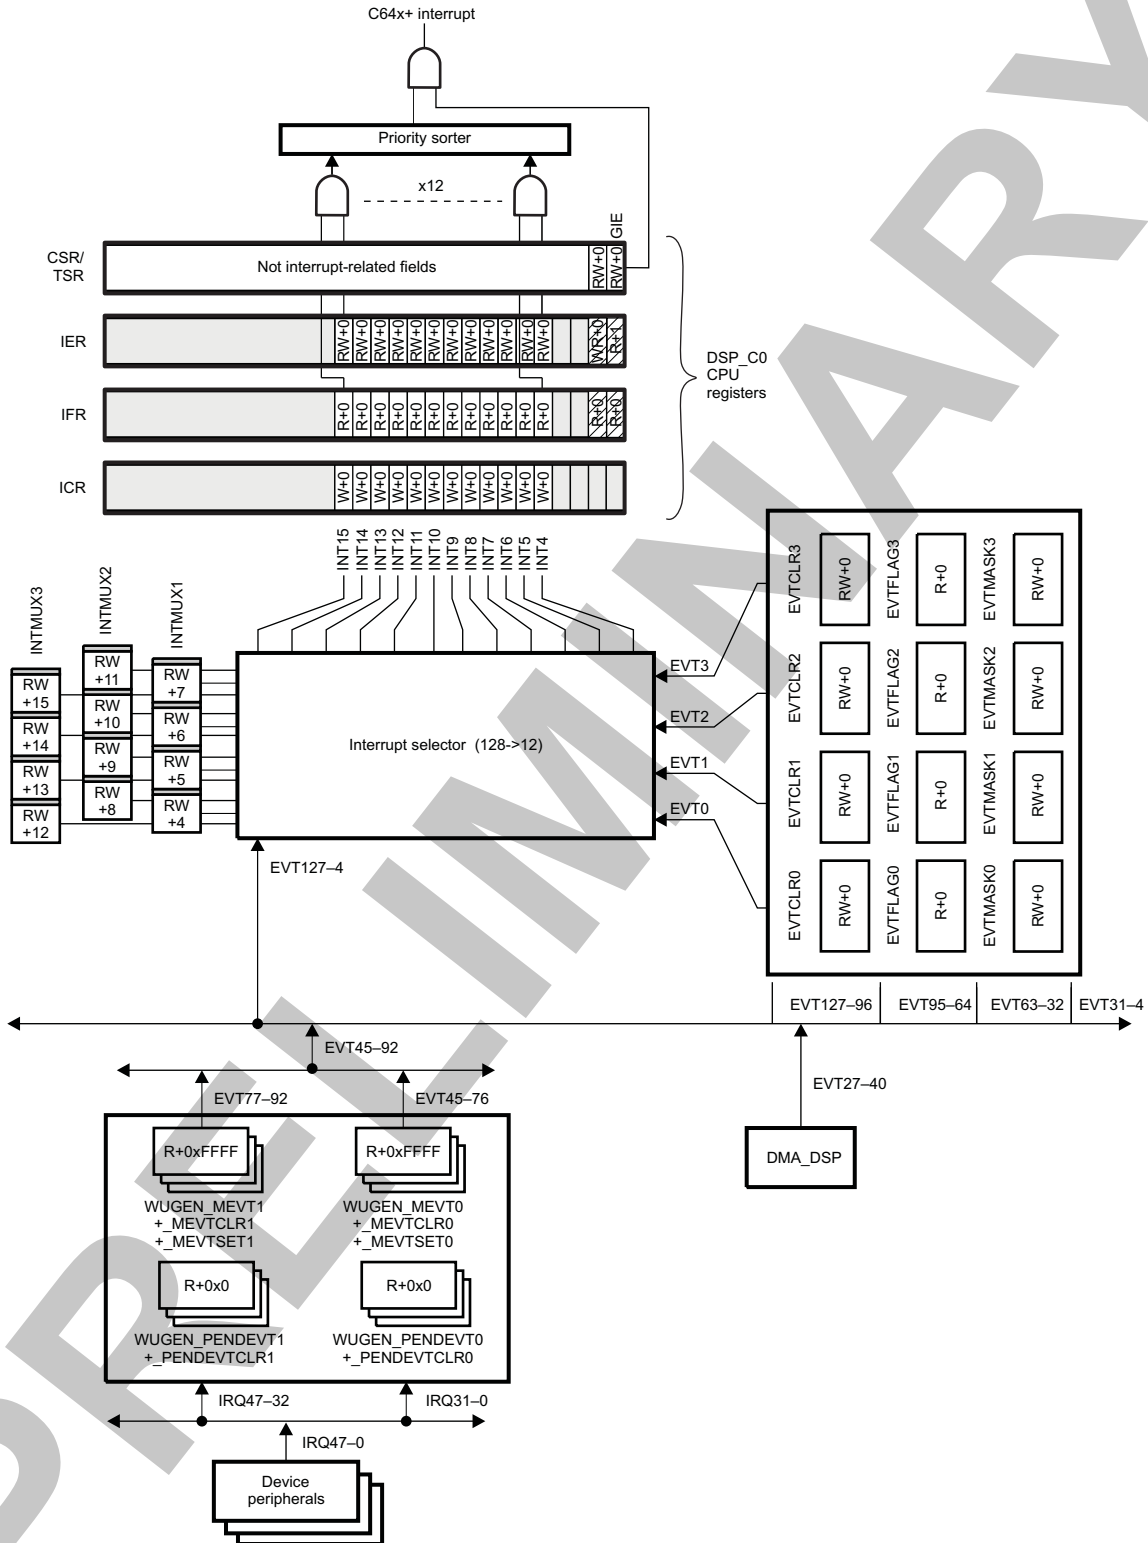 C64x+ interrupt
Priority sorter
x12
GIE
CSR/
TSR
Not interrupt-related fields
RW+0
RW+0
IER
RW+0
RW+0
RW+0
RW+0
RW+0
RW+0
RW+0
RW+0
RW+0
RW+0
RW+0
RW+0
WR+0
R+1
DSP_C0
CPU
registers
IFR
R+0
R+0
R+0
R+0
R+0
R+0
R+0
R+0
R+0
R+0
R+0
R+0
R+0
R+0
ICR
W+0
W+0
W+0
W+0
W+0
W+0
W+0
W+0
W+0
W+0
W+0
W+0
INT15
INT14
INT13
INT12
INT11
INT10
INT9
INT8
INT7
INT6
INT5
INT4
INTMUX3
INTMUX2
INTMUX1
RW
+15
RW
+14
RW
+13
RW
+12
RW
+11
RW
+10
RW
+9
RW
+8
RW
+7
RW
+6
RW
+5
RW
+4
Interrupt selector (128->12)
EVT3
EVT2
EVT1
EVT0
EVTCLR3
RW+0
EVTFLAG3
R+0
EVTMASK3
RW+0
EVTCLR2
RW+0
EVTFLAG2
R+0
EVTMASK2
RW+0
EVTCLR1
RW+0
EVTFLAG1
R+0
EVTMASK1
RW+0
EVTCLR0
RW+0
EVTFLAG0
R+0
EVTMASK0
RW+0
EVT127–4
EVT127–96
EVT95–64
EVT63–32
EVT31–4
EVT45–92
EVT27–40
DMA_DSP
EVT77–92
EVT45–76
R+0xFFFF
R+0xFFFF
WUGEN_MEVT1
+_MEVTCLR1
+_MEVTSET1
WUGEN_MEVT0
+_MEVTCLR0
+_MEVTSET0
R+0x0
R+0x0
WUGEN_PENDEVT1
+_PENDEVTCLR1
WUGEN_PENDEVT0
+_PENDEVTCLR0
IRQ47–32
IRQ31–0
IRQ47–0
Device
peripherals
PRELIMINARY